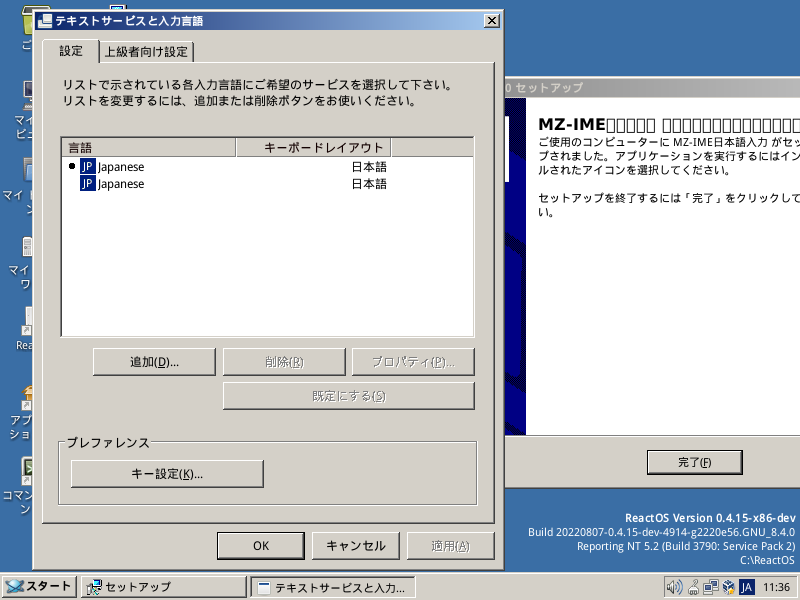 テキストサービスと入力言語
設定
上級者向け設定
リストで示されている各入力言語にご希望のサービスを選択して下さい。
リストを変更するには、追加または削除ボタンをお使いください。
言語 キーボードレイアウト
JP Japanese 日本語
JP Japanese 日本語
追加(D)...
削除(R)
プロパティ(P)...
既定にする(S)
プレファレンス
キー設定(K)...
OK
キャンセル
適用(A)
0 セットアップ
MZ-IME
ご使用のコンピューターに MZ-IME日本語入力 がセッ
プされました。アプリケーションを実行するにはイン
ルされたアイコンを選択してください。
セットアップを終了するには「完了」をクリックして
い。
完了(F)
ご
マイ
ビュ
マイ ド
ン
マイ
ワ
Rea
アプ
ショ
コマン
ン
ReactOS Version 0.4.15-x86-dev
Build 20220807-0.4.15-dev-4914-g2220e56.GNU_8.4.0
Reporting NT 5.2 (Build 3790: Service Pack 2)
C:\ReactOS
スタート
セットアップ
テキストサービスと入力...
JA
11:36